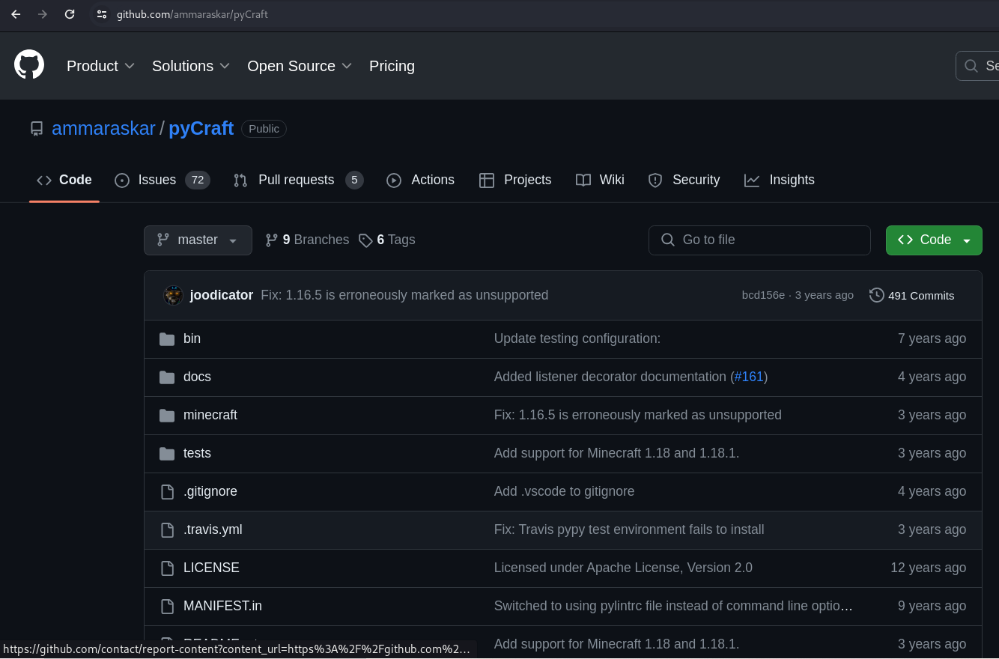 github.com/ammaraskar/pyCraft
Product Solutions Open Source Pricing
ammaraskar / pyCraft Public
Code Issues 72 Pull requests 5 Actions Projects Wiki Security Insights
master 9 Branches 6 Tags Go to file Code
joodicator Fix: 1.16.5 is erroneously marked as unsupported bcd156e · 3 years ago 491 Commits
bin Update testing configuration: 7 years ago
docs Added listener decorator documentation (#161) 4 years ago
minecraft Fix: 1.16.5 is erroneously marked as unsupported 3 years ago
tests Add support for Minecraft 1.18 and 1.18.1. 3 years ago
.gitignore Add .vscode to gitignore 4 years ago
.travis.yml Fix: Travis pypy test environment fails to install 3 years ago
LICENSE Licensed under Apache License, Version 2.0 12 years ago
MANIFEST.in Switched to using pylintrc file instead of command line optio… 9 years ago
Add support for Minecraft 1.18 and 1.18.1. 3 years ago
https://github.com/contact/report-content?content_url=https%3A%2F%2Fgithub.com%2…